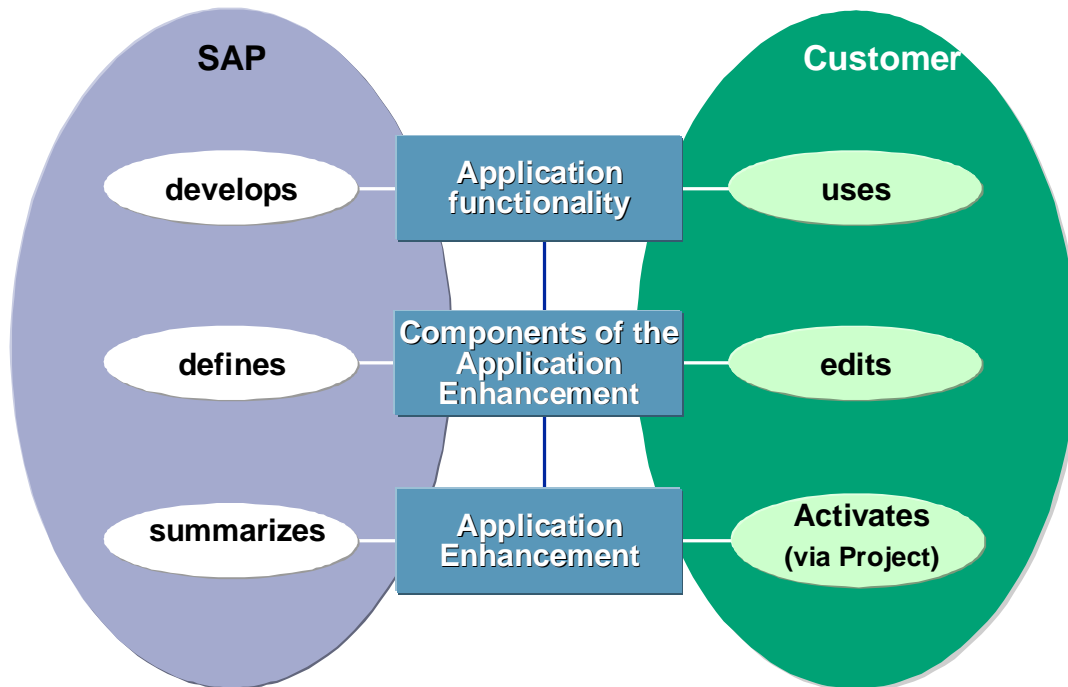 SAP
Customer
develops
Application
functionality
uses
defines
Components of the
Application
Enhancement
edits
summarizes
Application
Enhancement
Activates
(via Project)